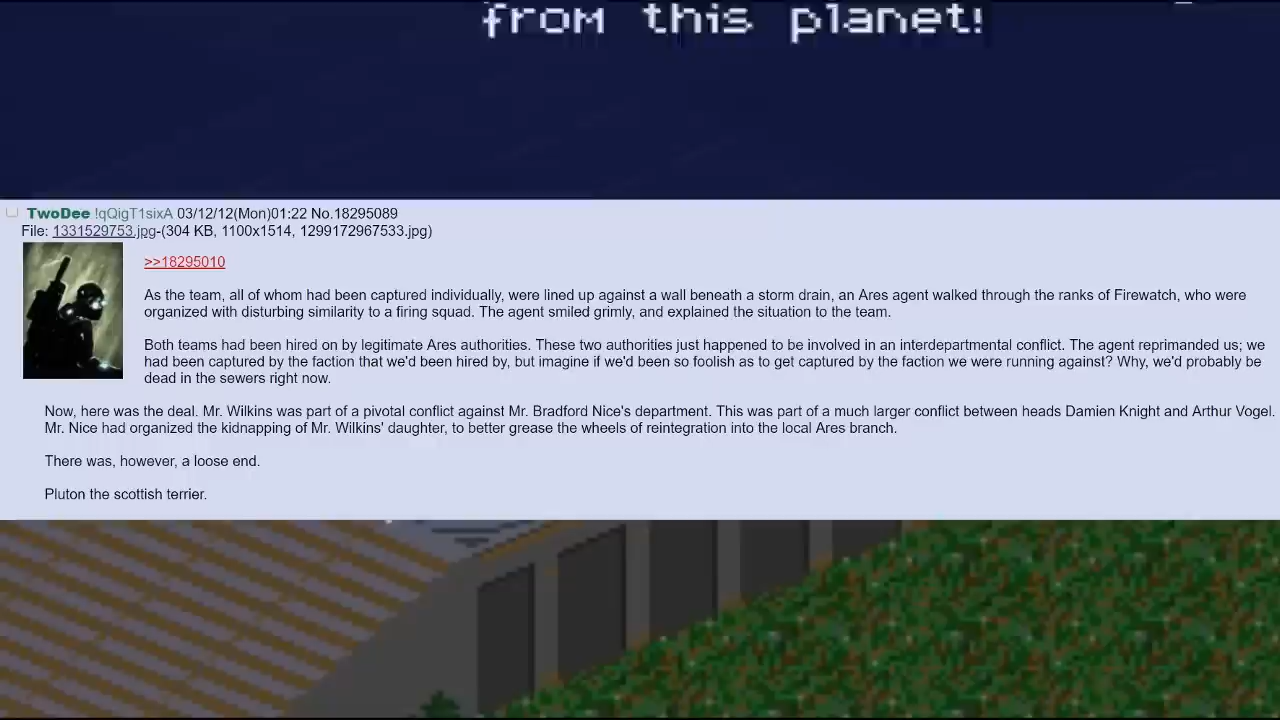 from this planet!
TwoDee !qQigT1sixA 03/12/12(Mon)01:22 No.18295089
File: 1331529753.jpg-(304 KB, 1100x1514, 1299172967533.jpg)
>>18295010
As the team, all of whom had been captured individually, were lined up against a wall beneath a storm drain, an Ares agent walked through the ranks of Firewatch, who were
organized with disturbing similarity to a firing squad. The agent smiled grimly, and explained the situation to the team.
Both teams had been hired on by legitimate Ares authorities. These two authorities just happened to be involved in an interdepartmental conflict. The agent reprimanded us; we
had been captured by the faction that we'd been hired by, but imagine if we'd been so foolish as to get captured by the faction we were running against? Why, we'd probably be
dead in the sewers right now.
Now, here was the deal. Mr. Wilkins was part of a pivotal conflict against Mr. Bradford Nice's department. This was part of a much larger conflict between heads Damien Knight and Arthur Vogel.
Mr. Nice had organized the kidnapping of Mr. Wilkins' daughter, to better grease the wheels of reintegration into the local Ares branch.
There was, however, a loose end.
Pluton the scottish terrier.